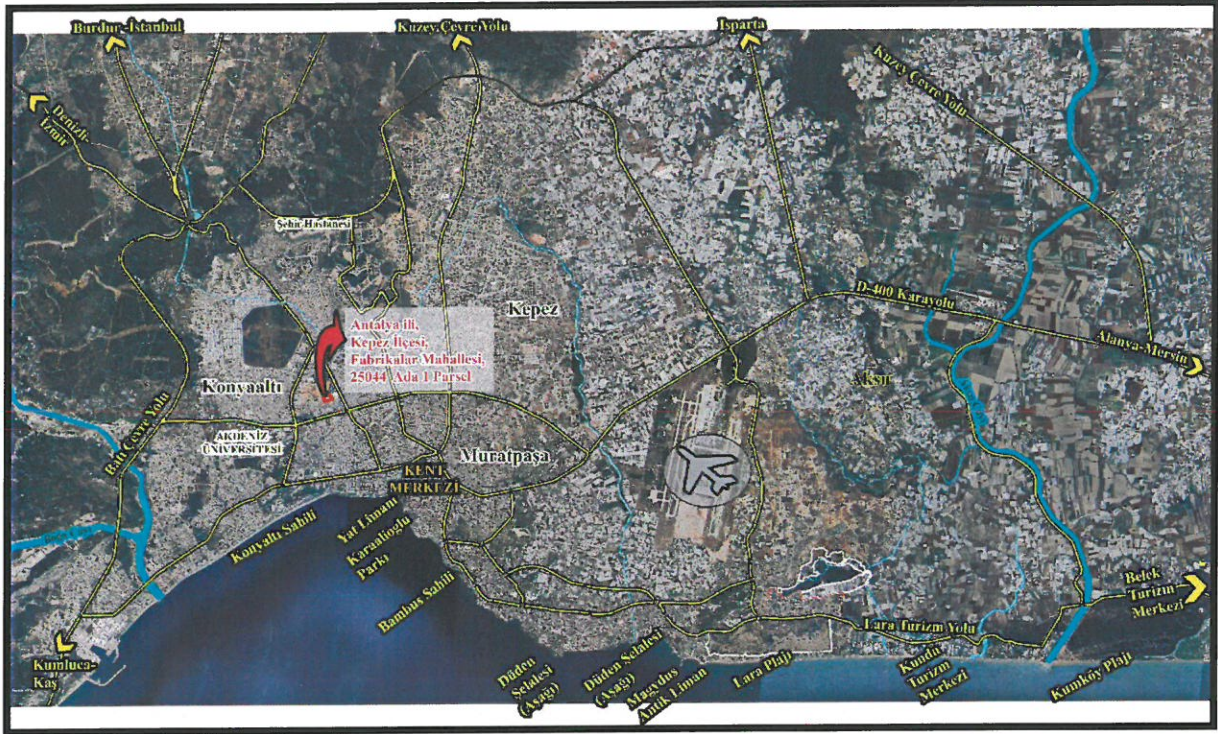 Burdur -İstanbul
Kuzey Çevre Yolu
Isparta
Kuzey Çevre Yolu
Denizli-
İzmir
Şehir Hastanesi
Kepez
D-400 Karayolu
Antalya ili,
Kepez İlçesi,
Fabrikalar Mahallesi,
25044 Ada 1 Parsel
Alanya-Mersin
Konyaaltı
Aksu
Batı Çevre Yolu
AKDENİZ
ÜNİVERSİTESİ
Muratpaşa
KENT
MERKEZİ
Konyaltı Sahili
Yat Limanı
Karaalioglu
Parkı
Bambus Sahili
Belek
Turizm
Merkezi
Lara Turizm Yolu
Kumluca-
Kaş
Düden
Şelalesi
(Aşağı)
Düden Şelalesi
(Aşağı)
Magydus
Antik Liman
Lara Plajı
Kundu
Turizm
Merkezi
Kumköy Plajı